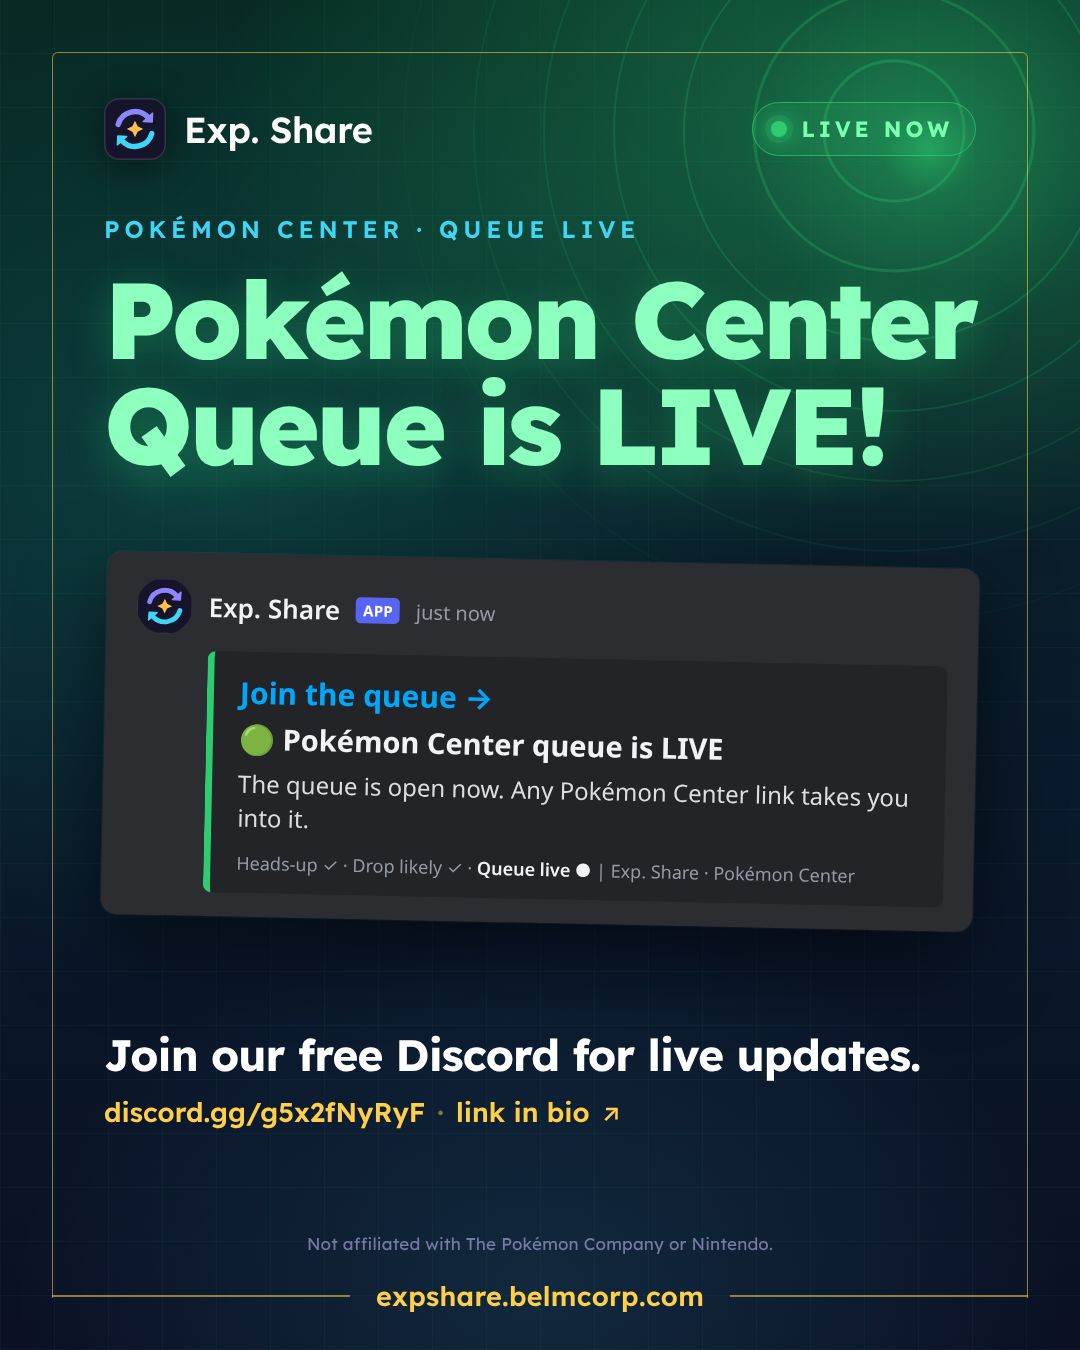 Exp. Share
LIVE NOW
POKÉMON CENTER · QUEUE LIVE
Pokémon Center
Queue is LIVE!
Exp. Share APP just now
Join the queue →
🟢 Pokémon Center queue is LIVE
The queue is open now. Any Pokémon Center link takes you
into it.
Heads-up ✓ · Drop likely ✓ · Queue live ● | Exp. Share · Pokémon Center
Join our free Discord for live updates.
discord.gg/g5x2fNyRyF · link in bio ↗
Not affiliated with The Pokémon Company or Nintendo.
expshare.belmcorp.com